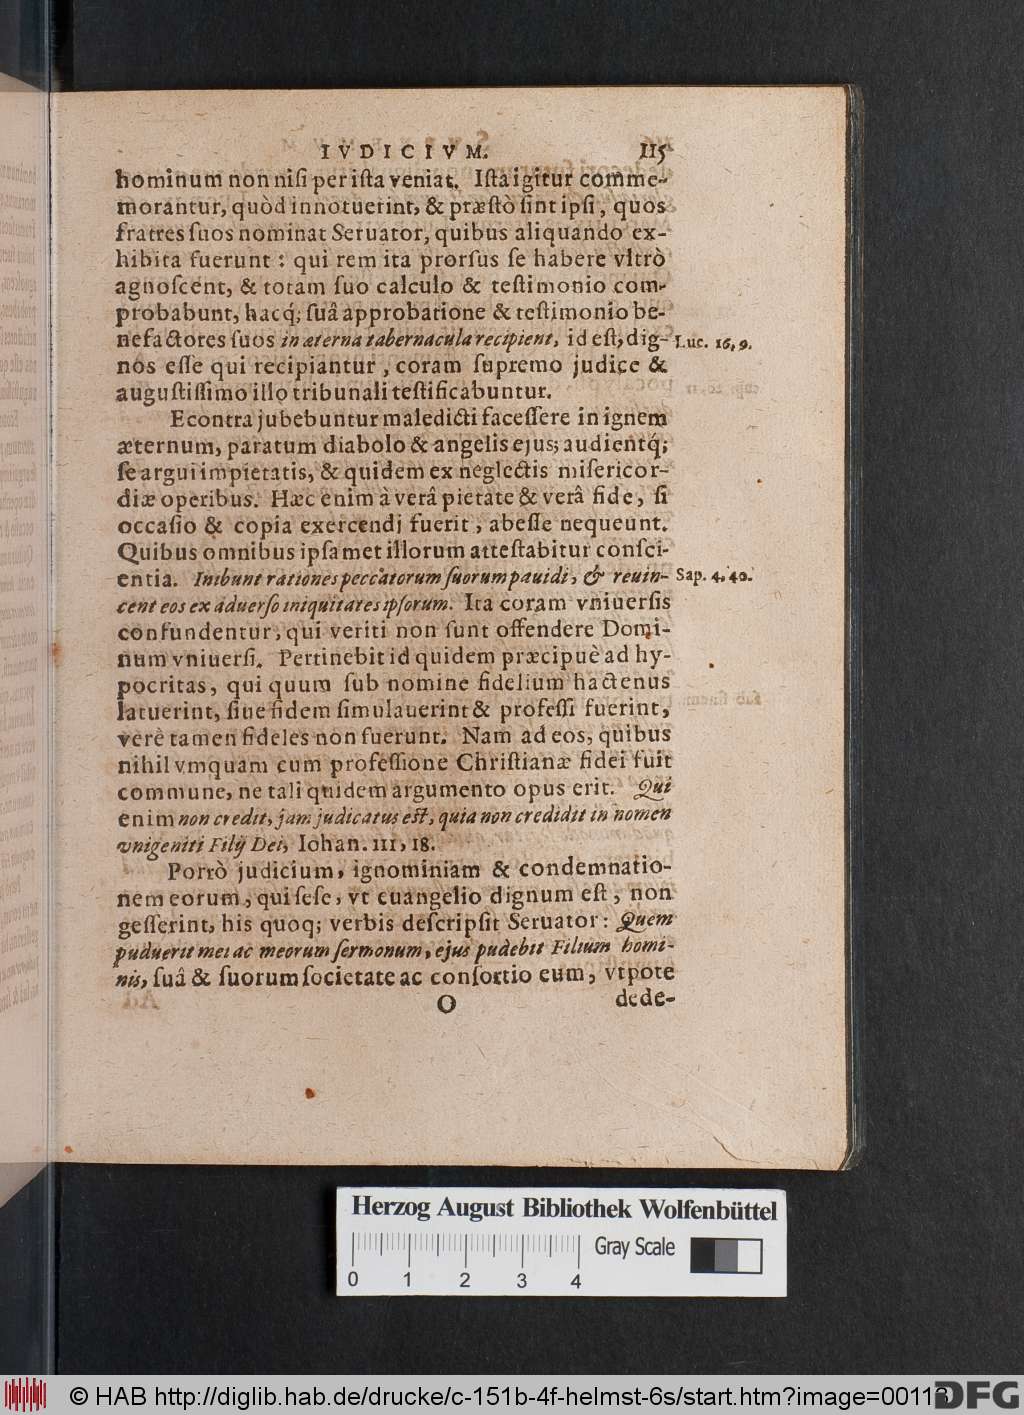 IVDICIVM. 115
hominum non nisi per ista veniat. Ista igitur comme-
morantur, quòd innotuerint, & præstò sint ipsi, quos
fratres suos nominat Seruator, quibus aliquando ex-
hibita fuerunt: qui rem ita prorsus se habere vltrò
agnoscent, & totam suo calculo & testimonio com-
probabunt, hacq́; suâ approbatione & testimonio be-
nefactores suos in æterna tabernacula recipient, id est, dig- Luc. 16, 9.
nos esse qui recipiantur, coram supremo judice &
augustissimo illo tribunali testificabuntur.
Econtra jubebuntur maledicti facessere in ignem
æternum, paratum diabolo & angelis ejus; audientq́;
se argui impietatis, & quidem ex neglectis misericor-
diæ operibus. Hæc enim à verâ pietate & verâ fide, si
occasio & copia exercendi fuerit, abesse nequeunt.
Quibus omnibus ipsamet illorum attestabitur consci-
entia. Inibunt rationes peccatorum suorum pauidi, & reuin- Sap. 4, 40.
cent eos ex aduerso iniquitates ipsorum. Ita coram vniuersis
confundentur, qui veriti non sunt offendere Domi-
num vniuersi. Pertinebit id quidem præcipuè ad hy-
pocritas, qui quum sub nomine fidelium hactenus
latuerint, siue fidem simulauerint & professi fuerint,
verè tamen fideles non fuerunt. Nam ad eos, quibus
nihil vmquam cum professione Christianæ fidei fuit
commune, ne tali quidem argumento opus erit. Qui
enim non credit, jam judicatus est, quia non credidit in nomen
vnigeniti Filij Dei, Iohan. III, 18.
Porrò judicium, ignominiam & condemnatio-
nem eorum, qui sese, vt euangelio dignum est, non
gesserint, his quoq; verbis descripsit Seruator: Quem
puduerit mei ac meorum sermonum, ejus pudebit Filium homi-
nis, suâ & suorum societate ac consortio eum, vtpote
O dede-
Herzog August Bibliothek Wolfenbüttel
Gray Scale
0 1 2 3 4
© HAB http://diglib.hab.de/drucke/c-151b-4f-helmst-6s/start.htm?image=00113
DFG